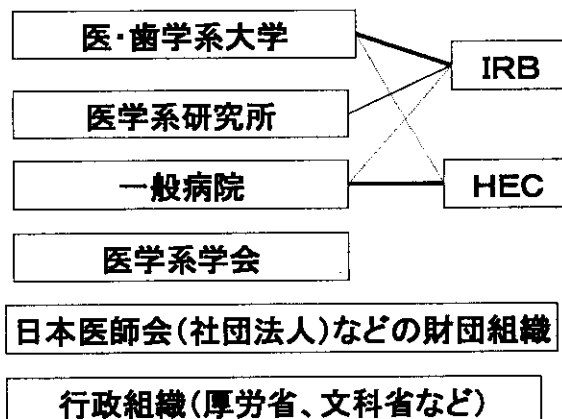 医・歯学系大学
IRB
医学系研究所
一般病院
HEC
医学系学会
日本医師会(社団法人)などの財団組織
行政組織(厚労省、文科省など)